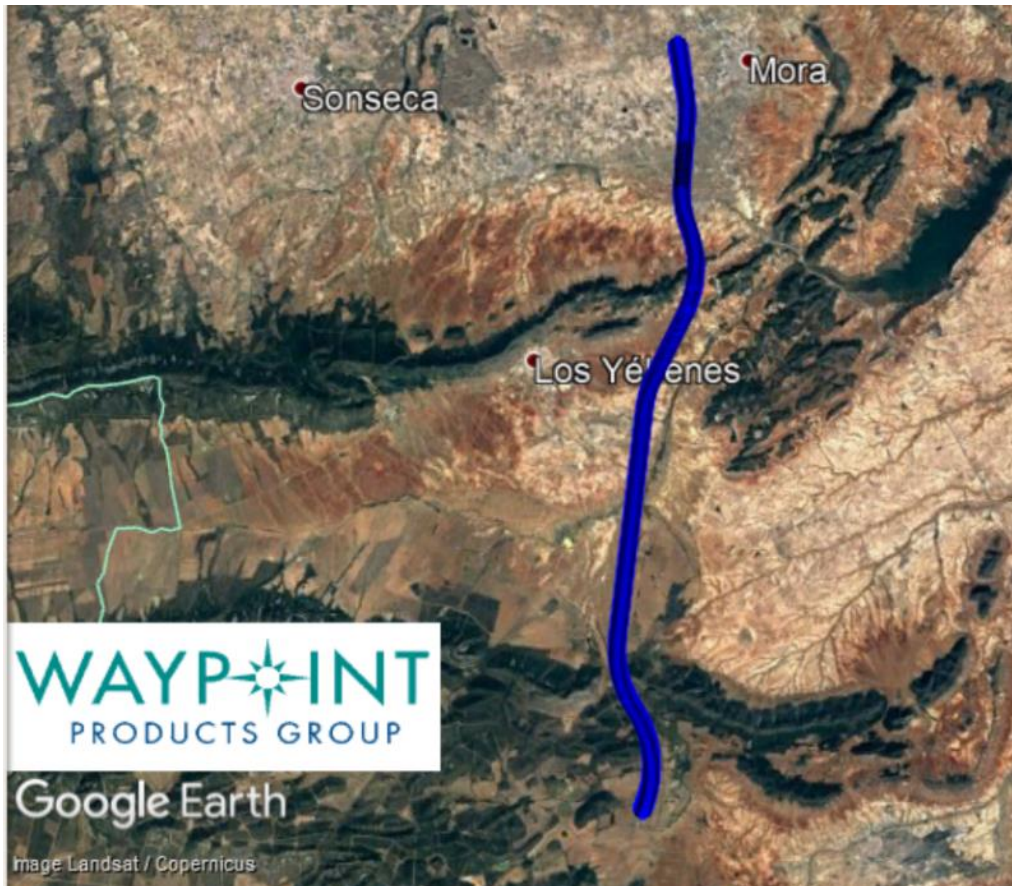 Mora
Sonseca
Los Yébenes
WAYPOINT
PRODUCTS GROUP
Google Earth
Image Landsat / Copernicus